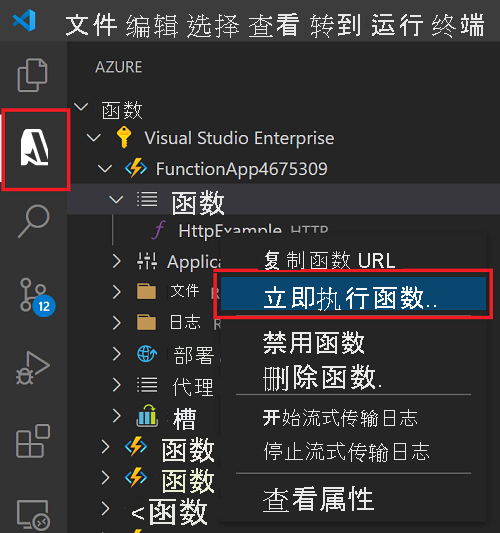 文件 编辑 选择 查看 转到 运行 终端
AZURE
函数
Visual Studio Enterprise
FunctionApp4675309
函数
HttpExample HTTP
复制函数 URL
Applica
立即执行函数..
文件 R
日志 R
禁用函数
部署
删除函数.
代理
槽
开始流式传输日志
函数
停止流式传输日志
函数
查看属性
<函数
12